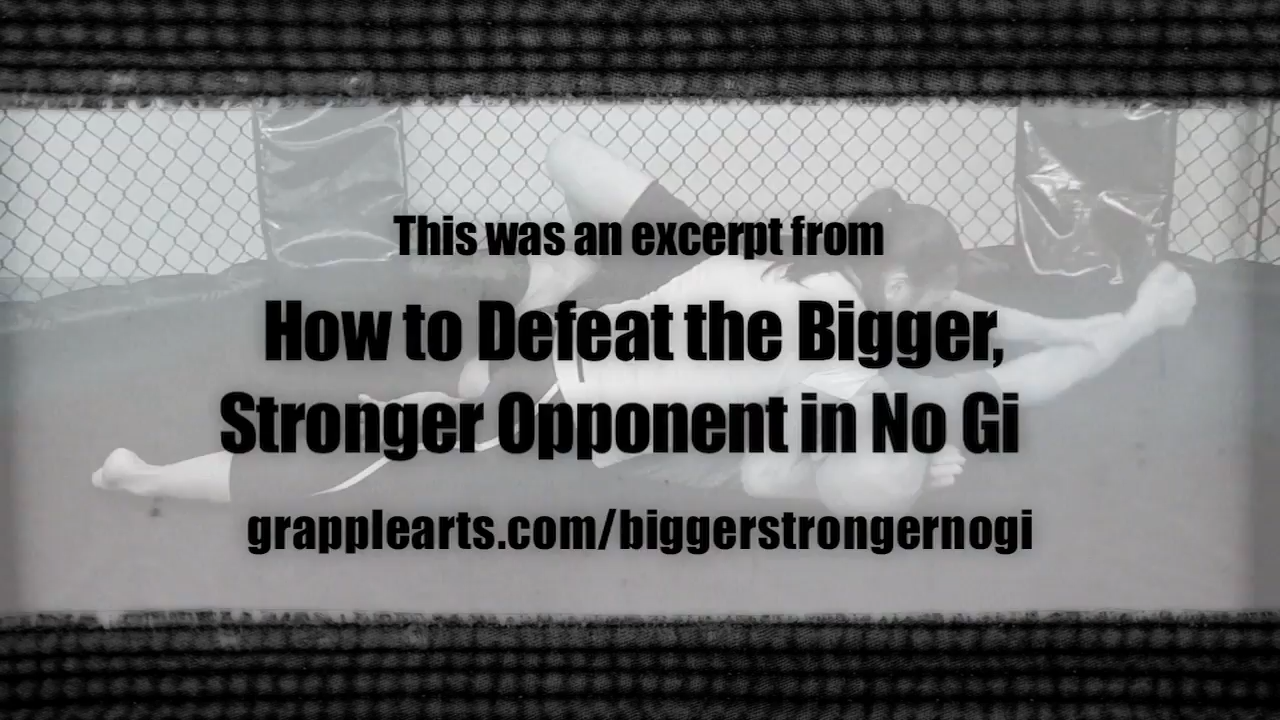 This was an excerpt from
How to Defeat the Bigger,
Stronger Opponent in No Gi
grapplearts.com/biggerstrongernogi